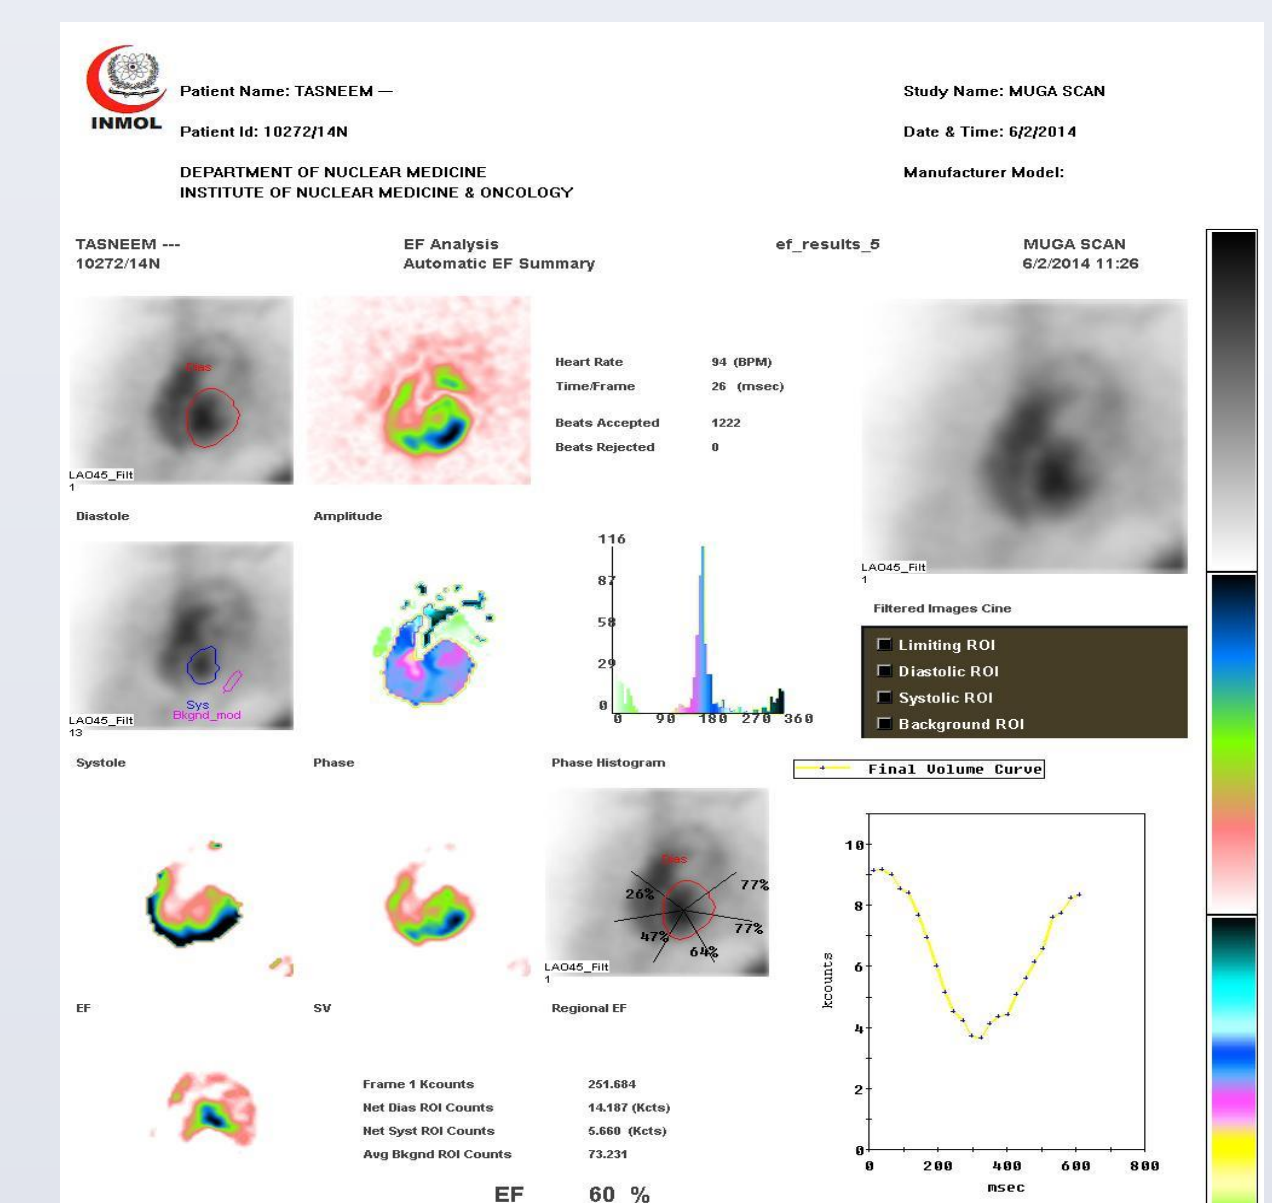 INMOL
Patient Name: TASNEEM ---
Study Name: MUGA SCAN
Patient Id: 10272/14N
Date & Time: 6/2/2014
DEPARTMENT OF NUCLEAR MEDICINE
Manufacturer Model:
INSTITUTE OF NUCLEAR MEDICINE & ONCOLOGY
TASNEEM ---
EF Analysis
ef_results_5
MUGA SCAN
10272/14N
Automatic EF Summary
6/2/2014 11:26
Dias
LAO45_Filt
1
Heart Rate 94 (BPM)
Time/Frame 26 (msec)
Beats Accepted 1222
Beats Rejected 0
Diastole
Amplitude
LAO45_Filt
1
Filtered Images Cine
Limiting ROI
Diastolic ROI
Systolic ROI
Background ROI
Sys
Bkgnd_mod
LAO45_Filt
13
116
87
58
29
0
0 90 180 270 360
Systole
Phase
Phase Histogram
Final Volume Curve
Dias
26%
77%
77%
47%
64%
LAO45_Filt
1
10
8
6
4
2
0
kcounts
0 200 400 600 800
msec
EF
SV
Regional EF
Frame 1 Kcounts 251.684
Net Dias ROI Counts 14.187 (Kcts)
Net Syst ROI Counts 5.660 (Kcts)
Avg Bkgnd ROI Counts 73.231
EF 60 %